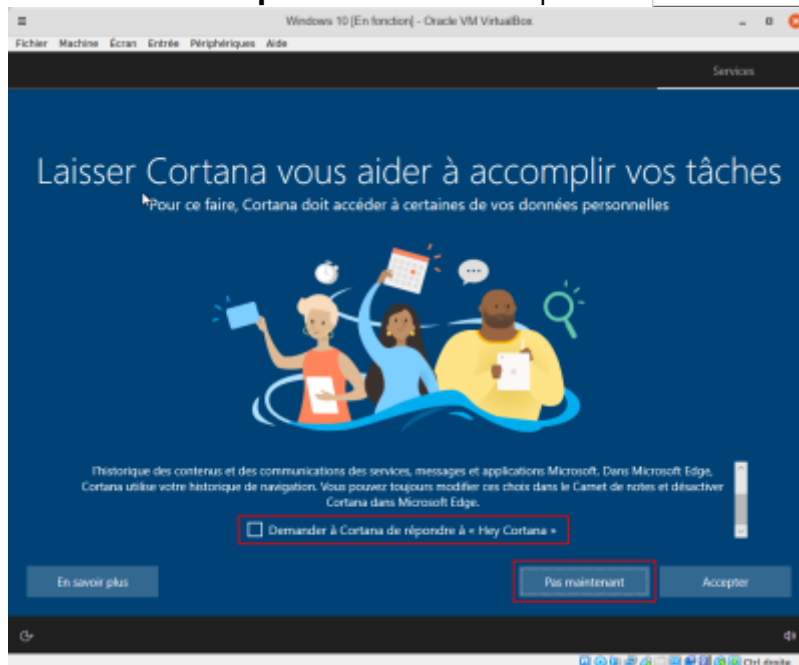 Windows 10 [En fonction] - Oracle VM VirtualBox
Fichier Machine Écran Entrée Périphériques Aide
Services
Laisser Cortana vous aider à accomplir vos tâches
Pour ce faire, Cortana doit accéder à certaines de vos données personnelles
l'historique des contenus et des communications des services, messages et applications Microsoft. Dans Microsoft Edge,
Cortana utilise votre historique de navigation. Vous pouvez toujours modifier ces choix dans le Carnet de notes et désactiver
Cortana dans Microsoft Edge.
Demander à Cortana de répondre à « Hey Cortana »
En savoir plus
Pas maintenant
Accepter
Ctrl droite